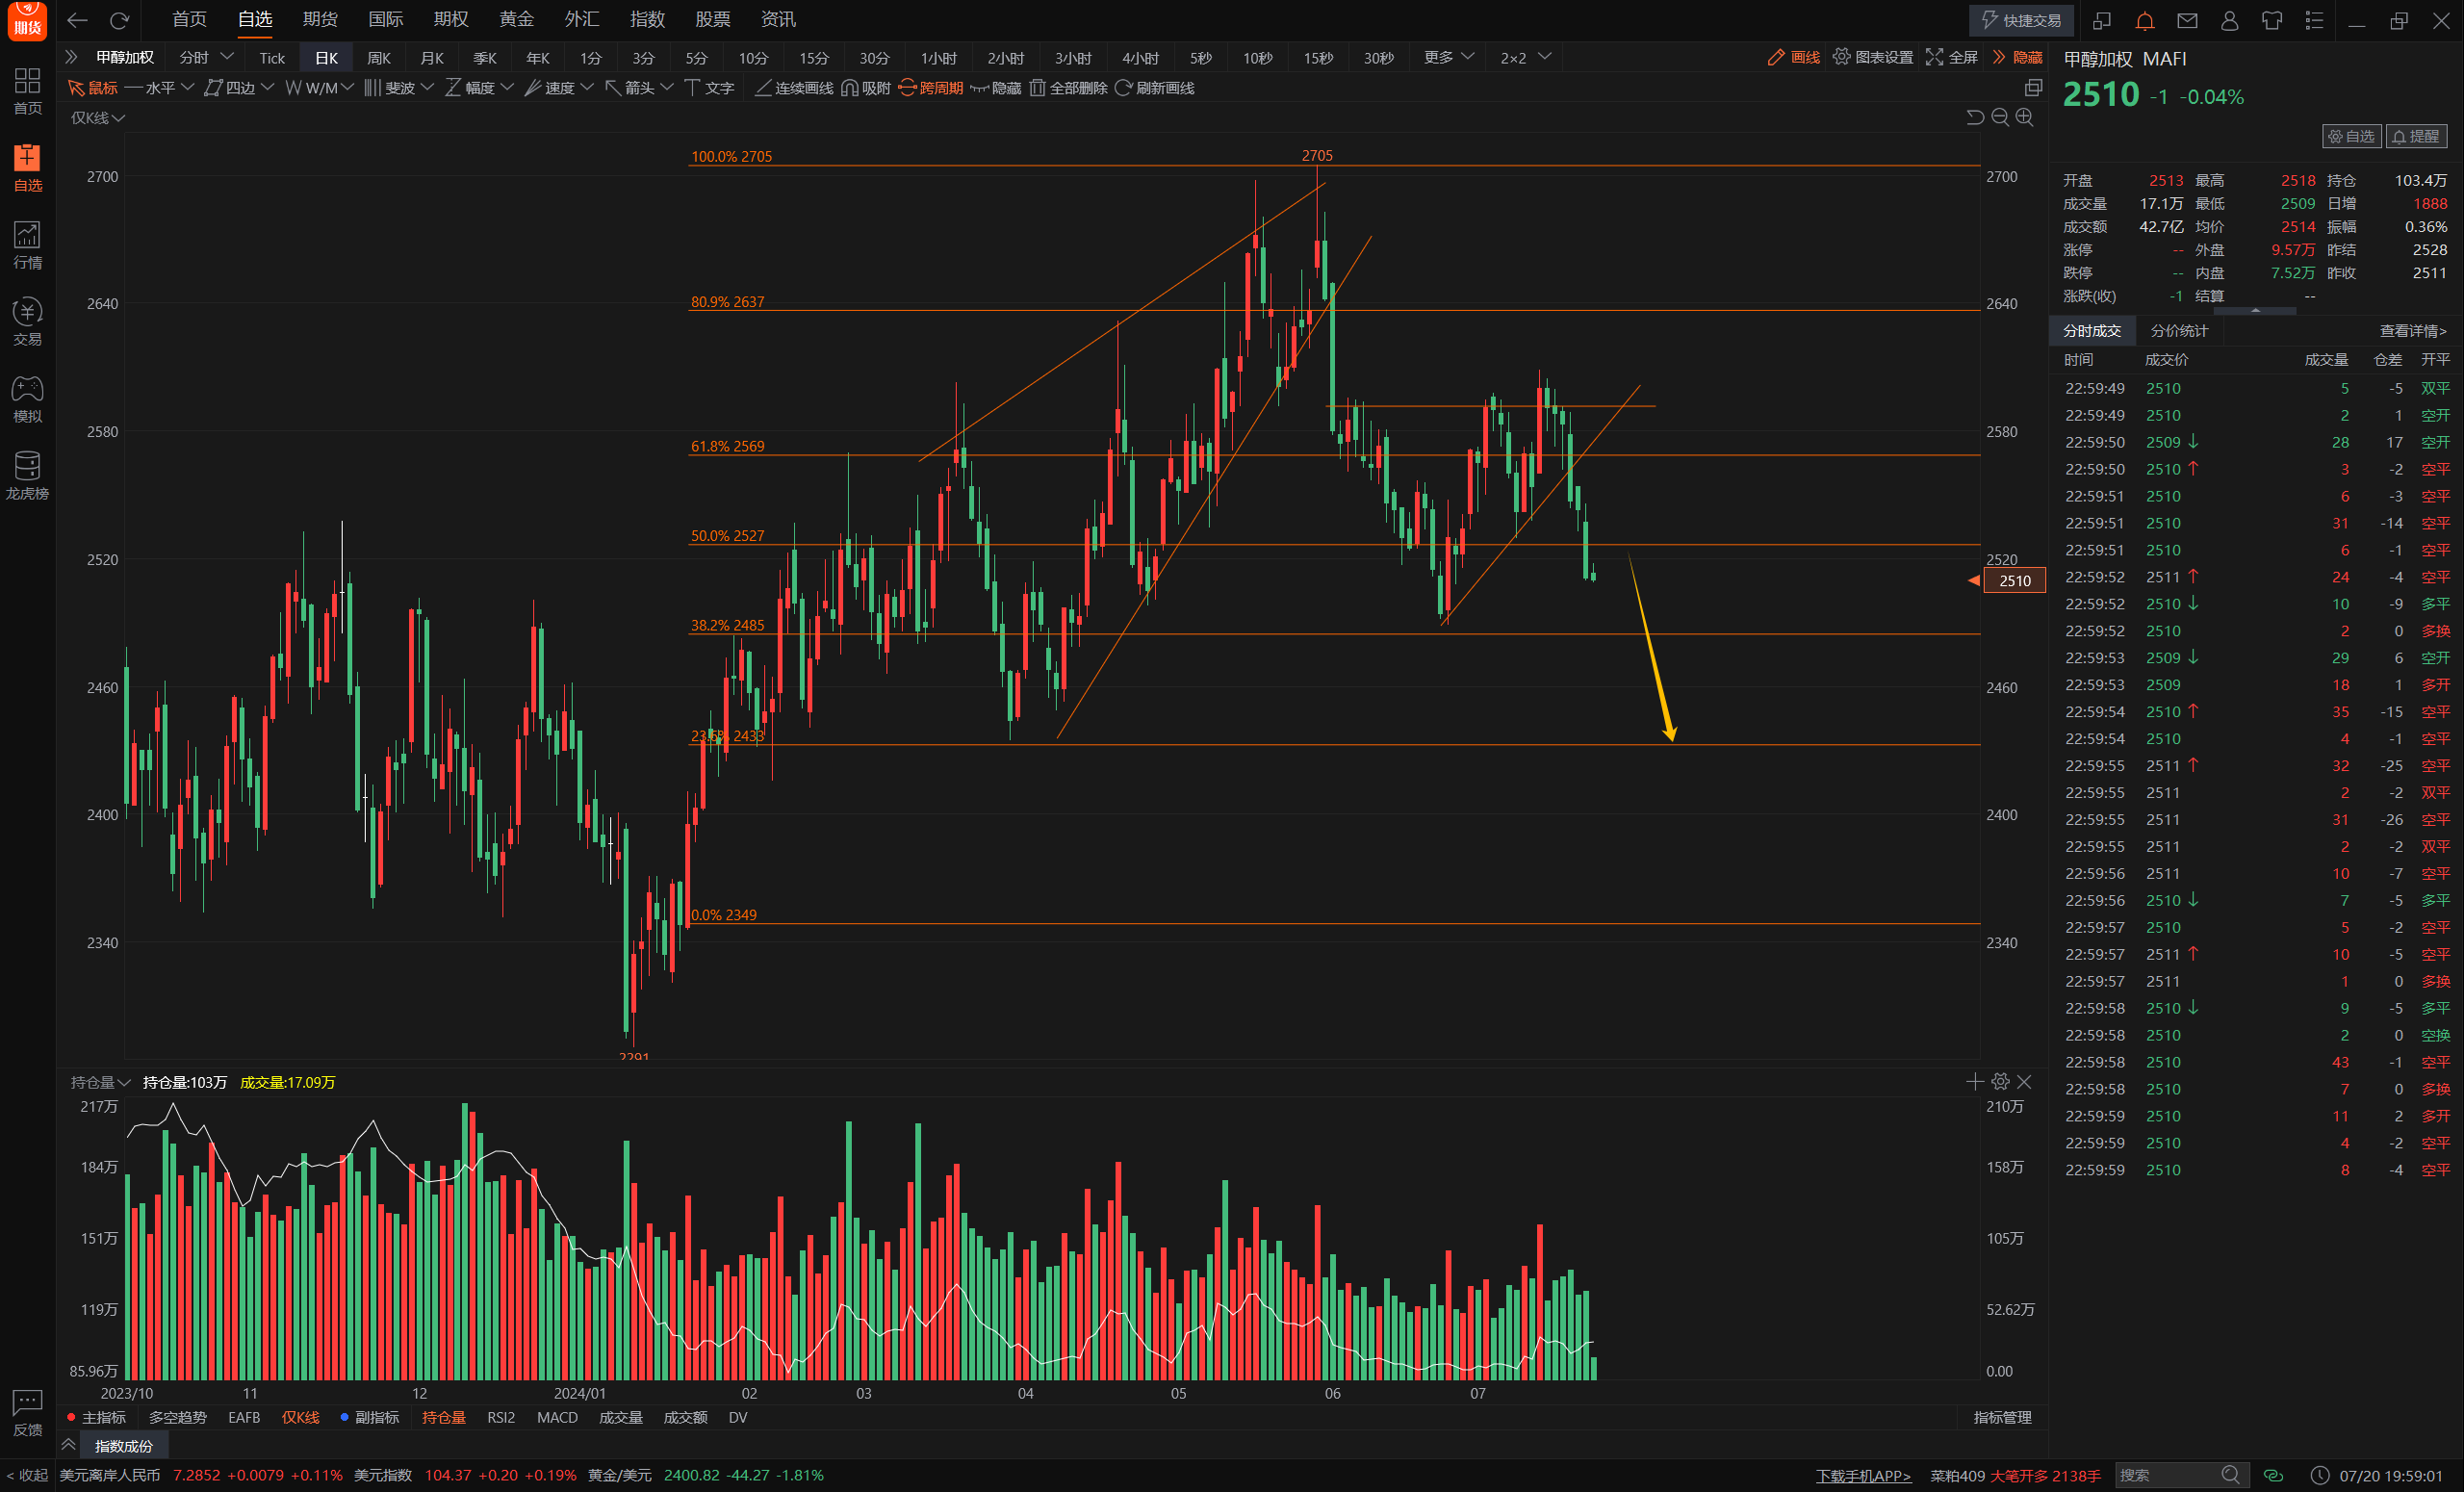 期货
首页 自选 期货 国际 期权 黄金 外汇 指数 股票 资讯 快捷交易
甲醇加权 分时 Tick 日K 周K 月K 季K 年K 1分 3分 5分 10分 15分 30分 1小时 2小时 3小时 4小时 5秒 10秒 15秒 30秒 更多 2×2 画线 图表设置 全屏 隐藏
鼠标 水平 四边 W/M 斐波 幅度 速度 箭头 文字 连续画线 吸附 跨周期 隐藏 全部删除 刷新画线
首页
自选
行情
交易
模拟
龙虎榜
反馈
< 收起
仅K线
2700
2640
2580
2520
2460
2400
2340
100.0% 2705
80.9% 2637
61.8% 2569
50.0% 2527
38.2% 2485
23.6% 2433
0.0% 2349
2705
2291
2700
2640
2580
2520
2510
2460
2400
2340
持仓量 持仓量:103万 成交量:17.09万
217万
184万
151万
119万
85.96万
210万
158万
105万
52.62万
0.00
2023/10 11 12 2024/01 02 03 04 05 06 07
主指标 多空趋势 EAFB 仅K线 副指标 持仓量 RSI2 MACD 成交量 成交额 DV 指标管理
指数成份
甲醇加权 MAFI
2510 -1 -0.04%
自选 提醒
开盘 2513 最高 2518 持仓 103.4万
成交量 17.1万 最低 2509 日增 1888
成交额 42.7亿 均价 2514 振幅 0.36%
涨停 -- 外盘 9.57万 昨结 2528
跌停 -- 内盘 7.52万 昨收 2511
涨跌(收) -1 结算 --
分时成交 分价统计 查看详情>
时间 成交价 成交量 仓差 开平
22:59:49 2510 5 -5 双平
22:59:49 2510 2 1 空开
22:59:50 2509 ↓ 28 17 空开
22:59:50 2510 ↑ 3 -2 空平
22:59:51 2510 6 -3 空平
22:59:51 2510 31 -14 空平
22:59:51 2510 6 -1 空平
22:59:52 2511 ↑ 24 -4 空平
22:59:52 2510 ↓ 10 -9 多平
22:59:52 2510 2 0 多换
22:59:53 2509 ↓ 29 6 空开
22:59:53 2509 18 1 多开
22:59:54 2510 ↑ 35 -15 空平
22:59:54 2510 4 -1 空平
22:59:55 2511 ↑ 32 -25 空平
22:59:55 2511 2 -2 双平
22:59:55 2511 31 -26 空平
22:59:55 2511 2 -2 双平
22:59:56 2511 10 -7 空平
22:59:56 2510 ↓ 7 -5 多平
22:59:57 2510 5 -2 空平
22:59:57 2511 ↑ 10 -5 空平
22:59:57 2511 1 0 多换
22:59:58 2510 ↓ 9 -5 多平
22:59:58 2510 2 0 空换
22:59:58 2510 43 -1 空平
22:59:58 2510 7 0 多换
22:59:59 2510 11 2 多开
22:59:59 2510 4 -2 空平
22:59:59 2510 8 -4 空平
美元离岸人民币 7.2852 +0.0079 +0.11% 美元指数 104.37 +0.20 +0.19% 黄金/美元 2400.82 -44.27 -1.81% 下载手机APP> 菜粕409 大笔开多 2138手 搜索 07/20 19:59:01